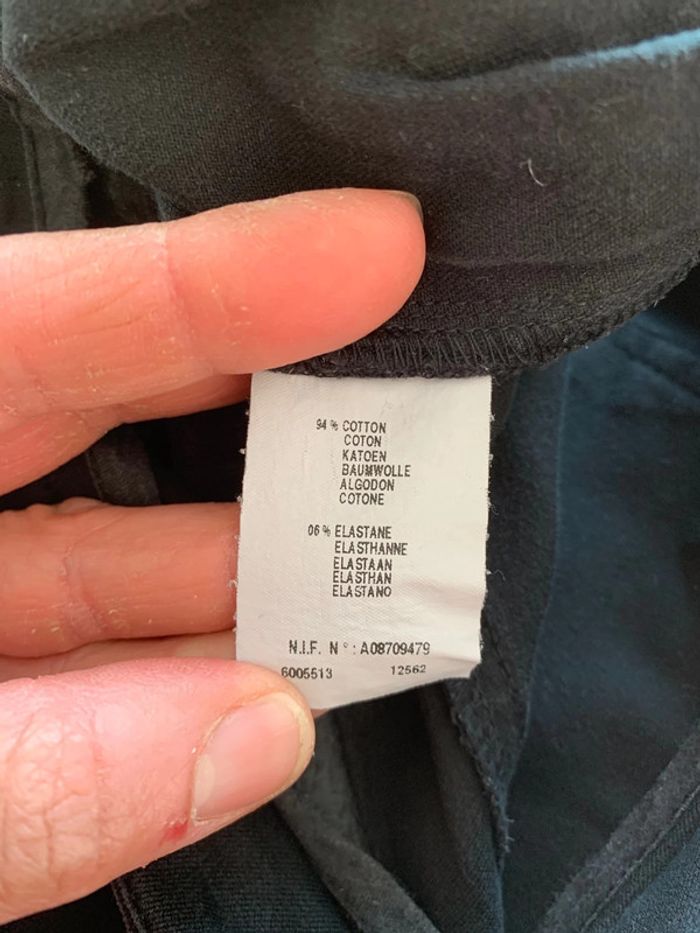 94 % COTTON
COTON
KATOEN
BAUMWOLLE
ALGODON
COTONE
06 % ELASTANE
ELASTHANNE
ELASTAAN
ELASTHAN
ELASTANO
N.I.F. N° : A08709479
6005513 12562